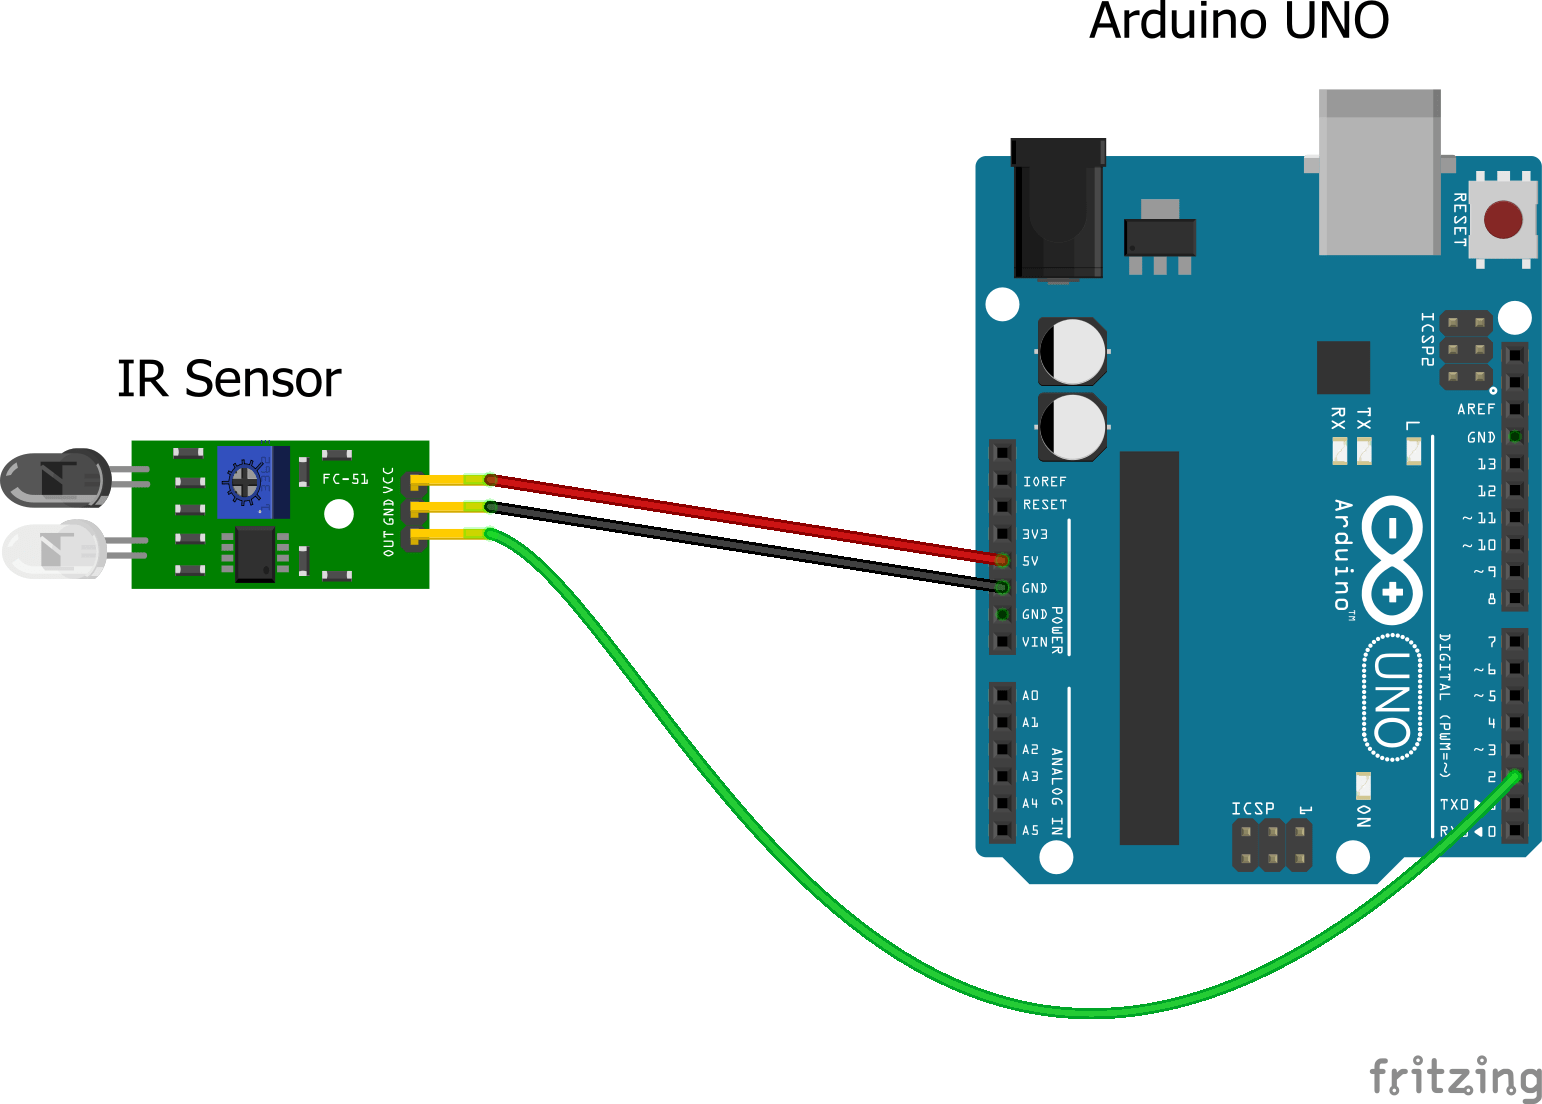 Arduino UNO
IR Sensor
FC-51
VCC
GND
OUT
RESET
ICSP2
AREF
GND
13
12
~11
~10
~9
8
7
~6
~5
4
~3
2
TX0▶
RX0◀0
RX
TX
L
IOREF
RESET
3V3
5V
GND
GND
VIN
POWER
A0
A1
A2
A3
A4
A5
ANALOG IN
Arduino™
UNO
DIGITAL (PWM=~)
ICSP
1
ON
fritzing